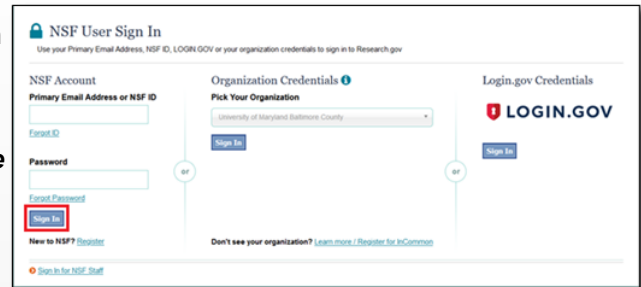 NSF User Sign In
Use your Primary Email Address, NSF ID, LOGIN.GOV or your organization credentials to sign in to Research.gov
NSF Account
Primary Email Address or NSF ID
Forgot ID
Password
Forgot Password
Sign In
New to NSF? Register
or
Organization Credentials
Pick Your Organization
University of Maryland Baltimore County
Sign In
Don't see your organization? Learn more / Register for InCommon
or
Login.gov Credentials
LOGIN.GOV
Sign In
Sign In for NSF Staff